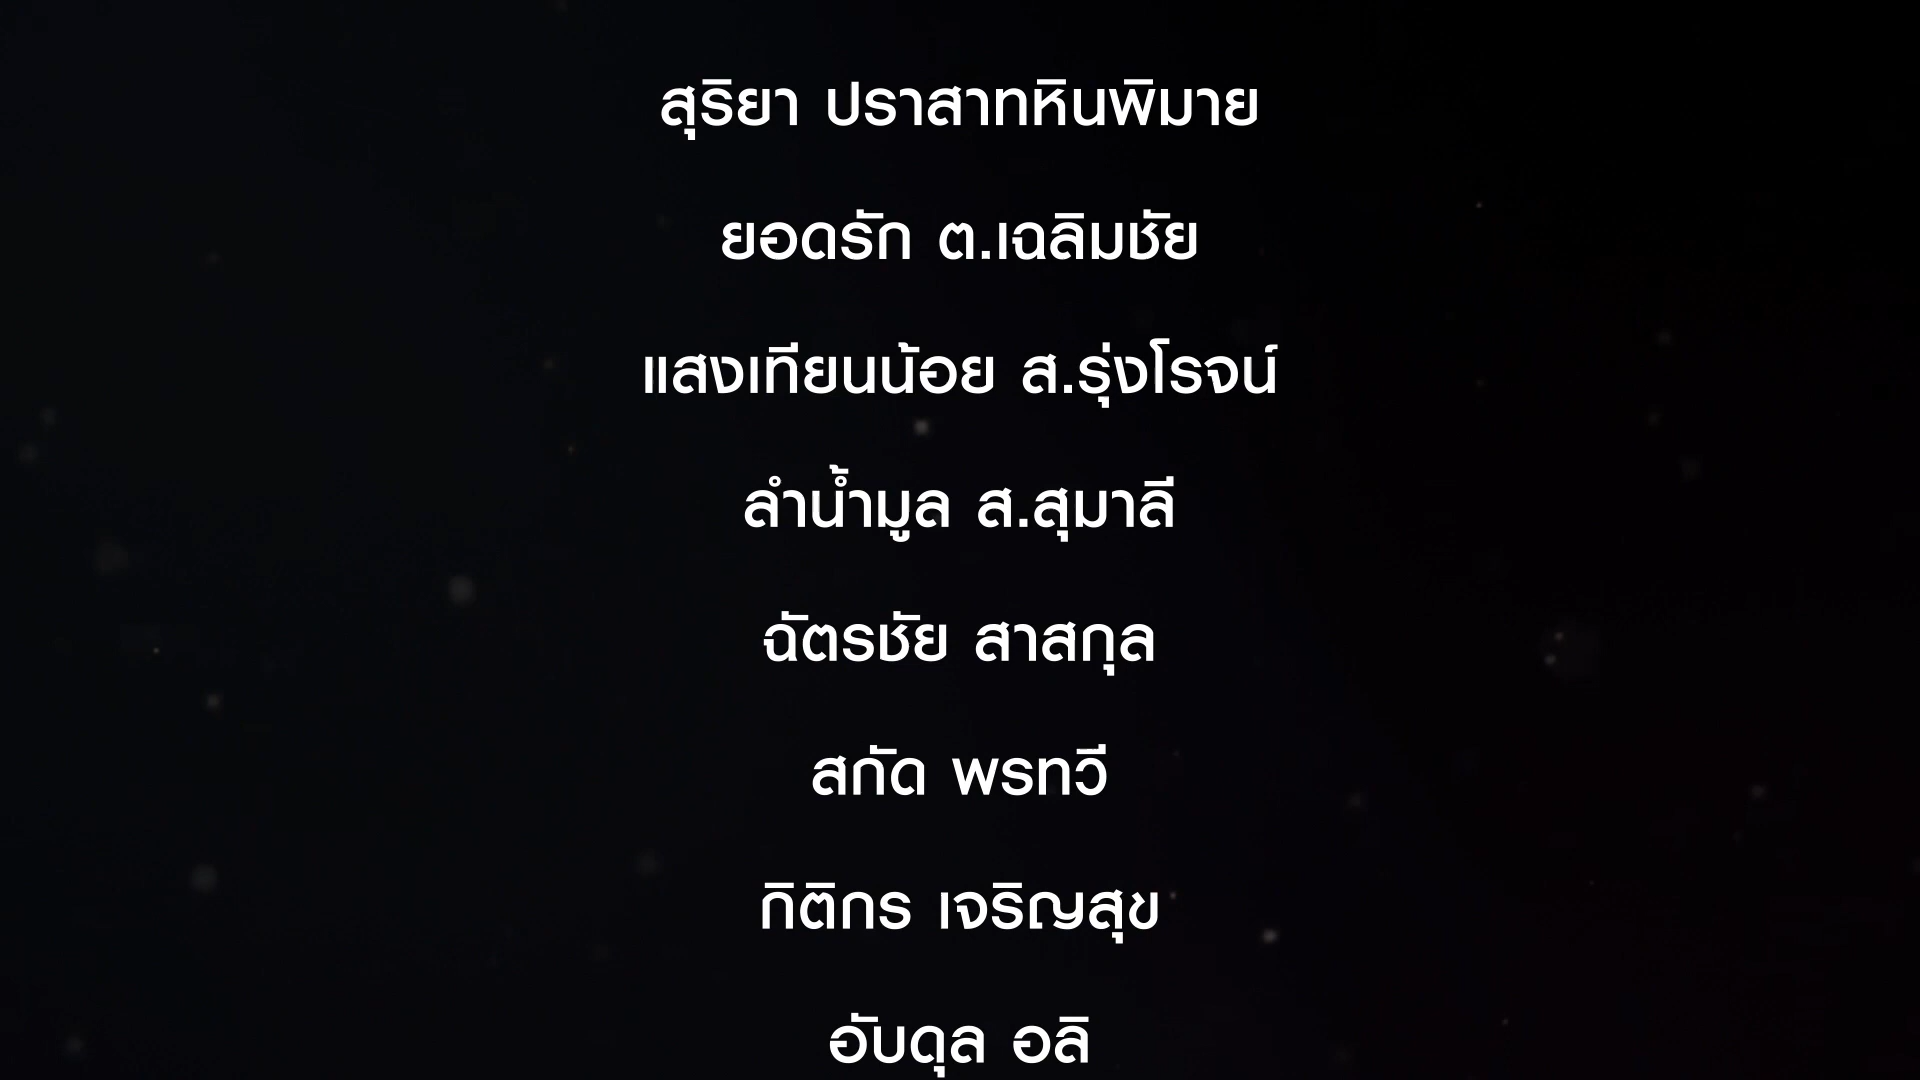 สุริยา ปราสาทหินพิมาย
ยอดรัก ต.เฉลิมชัย
แสงเทียนน้อย ส.รุ่งโรจน์
ลำน้ำมูล ส.สุมาลี
ฉัตรชัย สาสกุล
สกัด พรทวี
กิติกร เจริญสุข
อับดุล อลิ